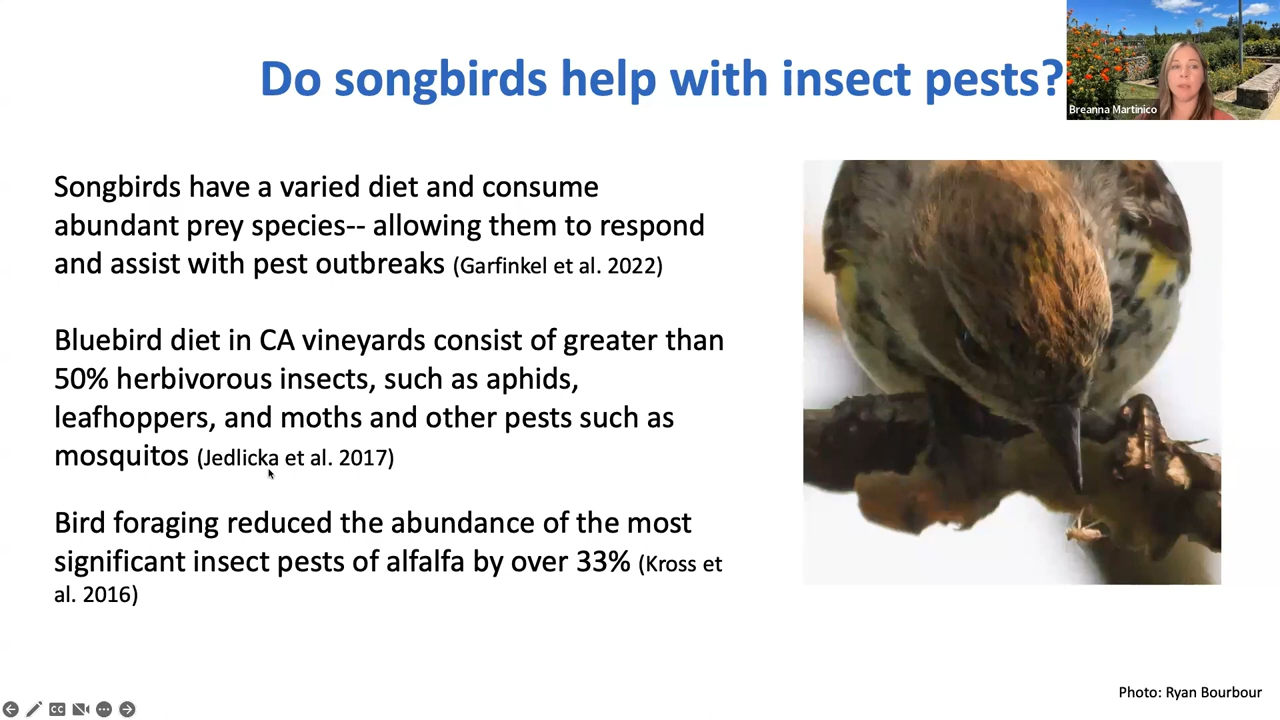 Do songbirds help with insect pests?
Breanna Martinico
Songbirds have a varied diet and consume
abundant prey species-- allowing them to respond
and assist with pest outbreaks (Garfinkel et al. 2022)
Bluebird diet in CA vineyards consist of greater than
50% herbivorous insects, such as aphids,
leafhoppers, and moths and other pests such as
mosquitos (Jedlicka et al. 2017)
Bird foraging reduced the abundance of the most
significant insect pests of alfalfa by over 33% (Kross et
al. 2016)
Photo: Ryan Bourbour
CC